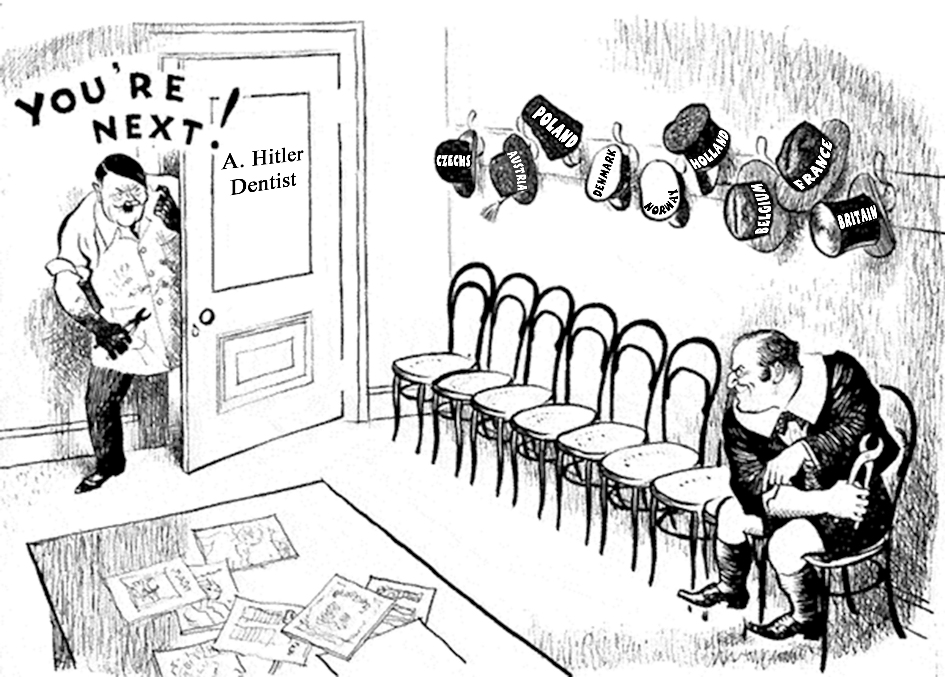 YOU'RE
NEXT!
A. Hitler
Dentist
CZECHS
AUSTRIA
POLAND
DENMARK
NORWAY
HOLLAND
BELGIUM
FRANCE
BRITAIN